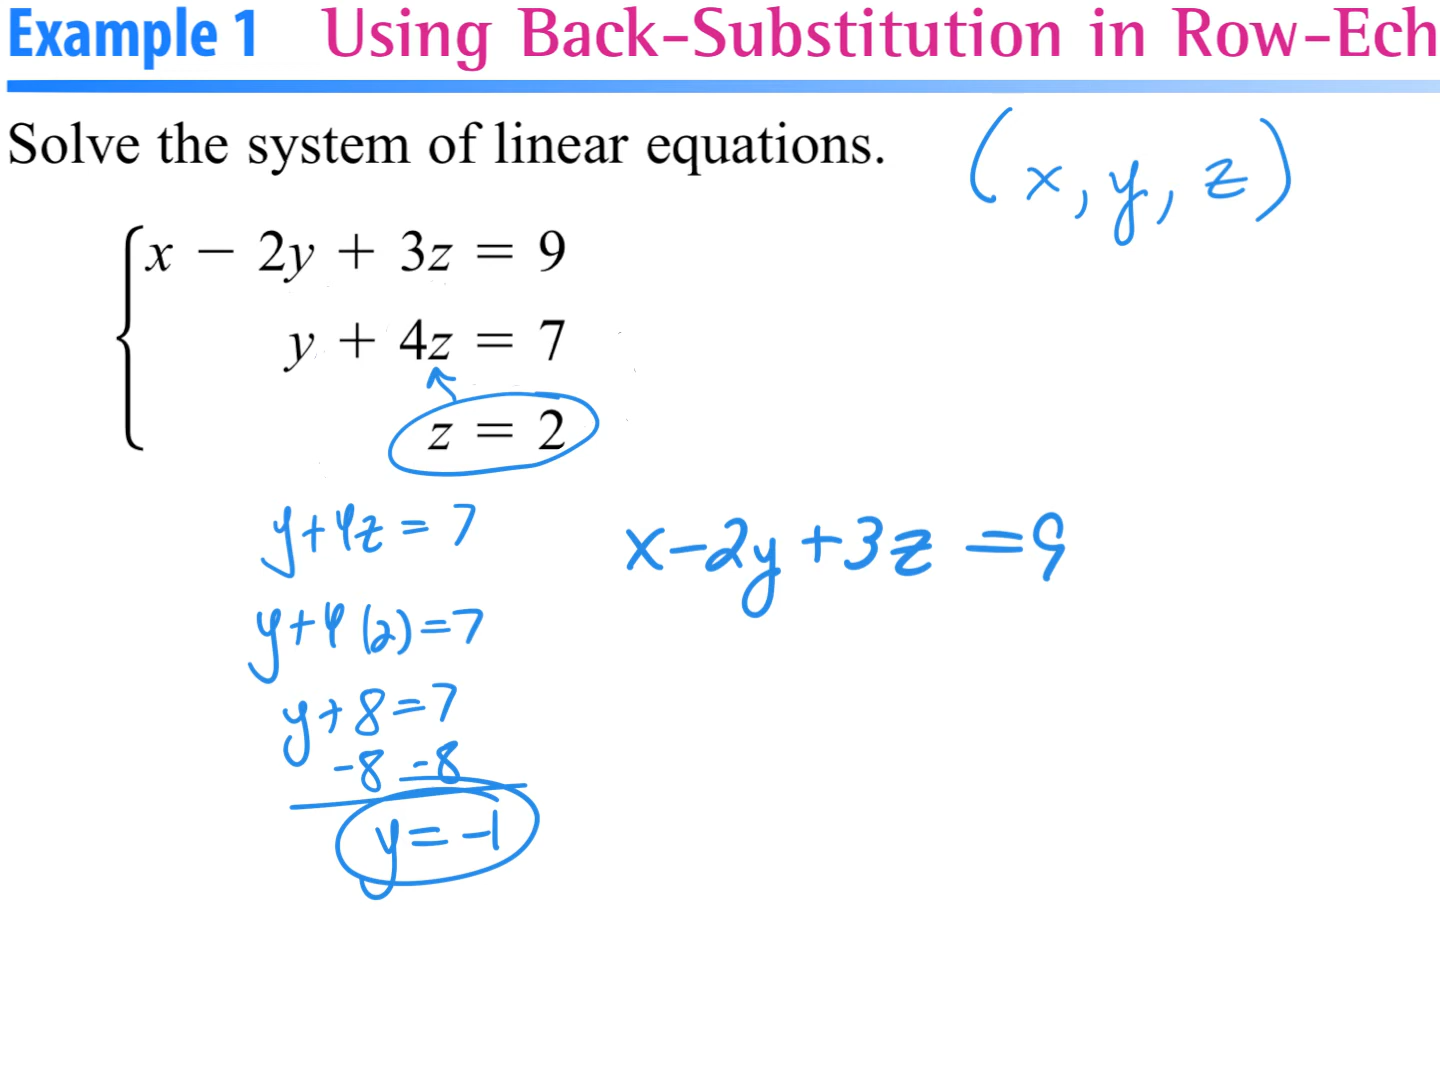 Example 1 Using Back-Substitution in Row-Ech
Solve the system of linear equations.
(x, y, z)
x − 2y + 3z = 9
y + 4z = 7
z = 2
y+4z = 7
y+4(2)=7
y+8=7
-8 -8
y= -1
x-2y+3z =9